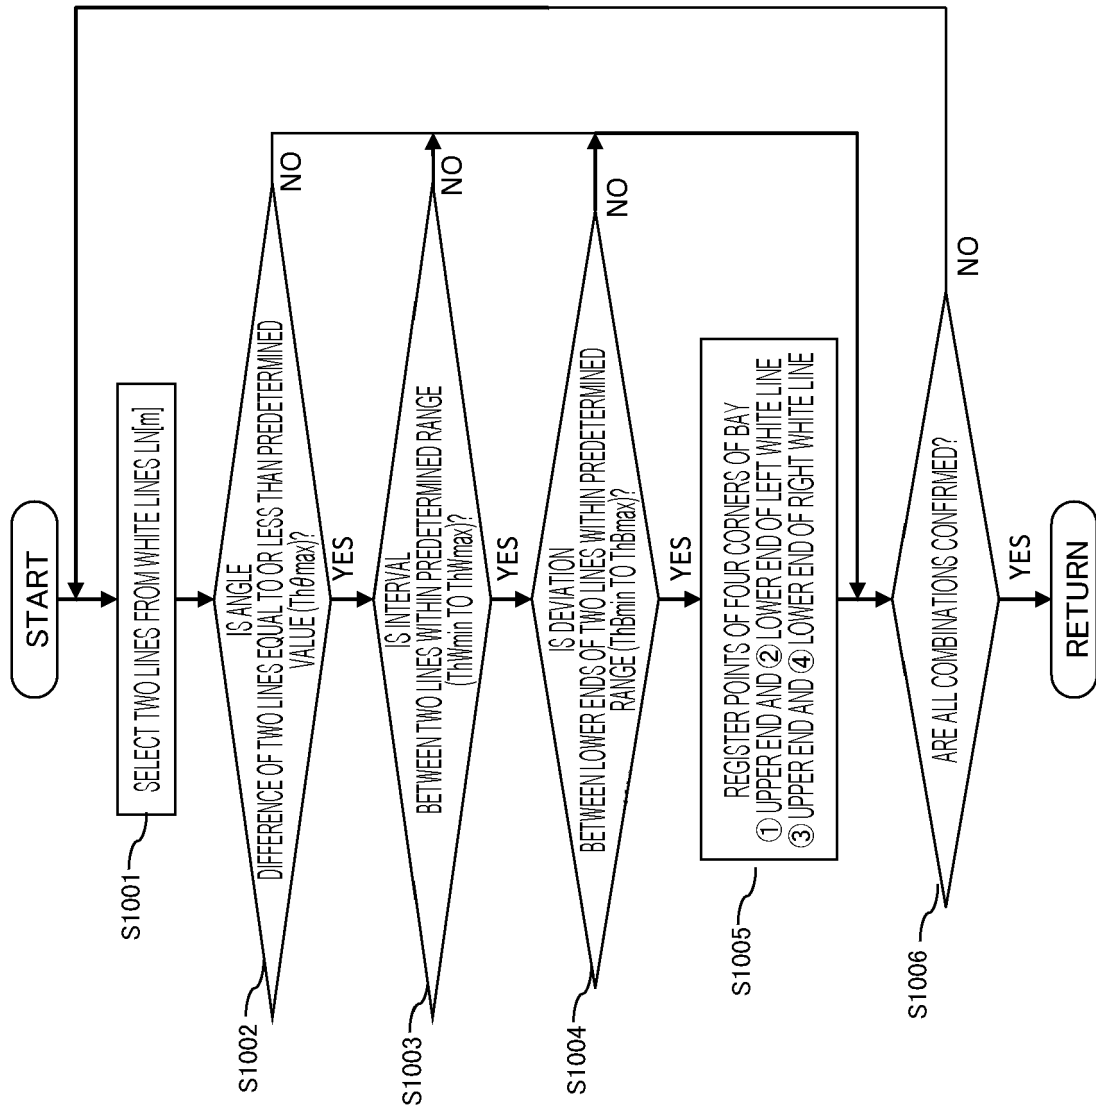 START
S1001
SELECT TWO LINES FROM WHITE LINES LN[m]
S1002
IS ANGLE
DIFFERENCE OF TWO LINES EQUAL TO OR LESS THAN PREDETERMINED
VALUE (Thθmax)?
NO
YES
S1003
IS INTERVAL
BETWEEN TWO LINES WITHIN PREDETERMINED RANGE
(ThWmin TO ThWmax)?
NO
YES
S1004
IS DEVIATION
BETWEEN LOWER ENDS OF TWO LINES WITHIN PREDETERMINED
RANGE (ThBmin TO ThBmax)?
NO
YES
S1005
REGISTER POINTS OF FOUR CORNERS OF BAY
① UPPER END AND ② LOWER END OF LEFT WHITE LINE
③ UPPER END AND ④ LOWER END OF RIGHT WHITE LINE
S1006
ARE ALL COMBINATIONS CONFIRMED?
NO
YES
RETURN